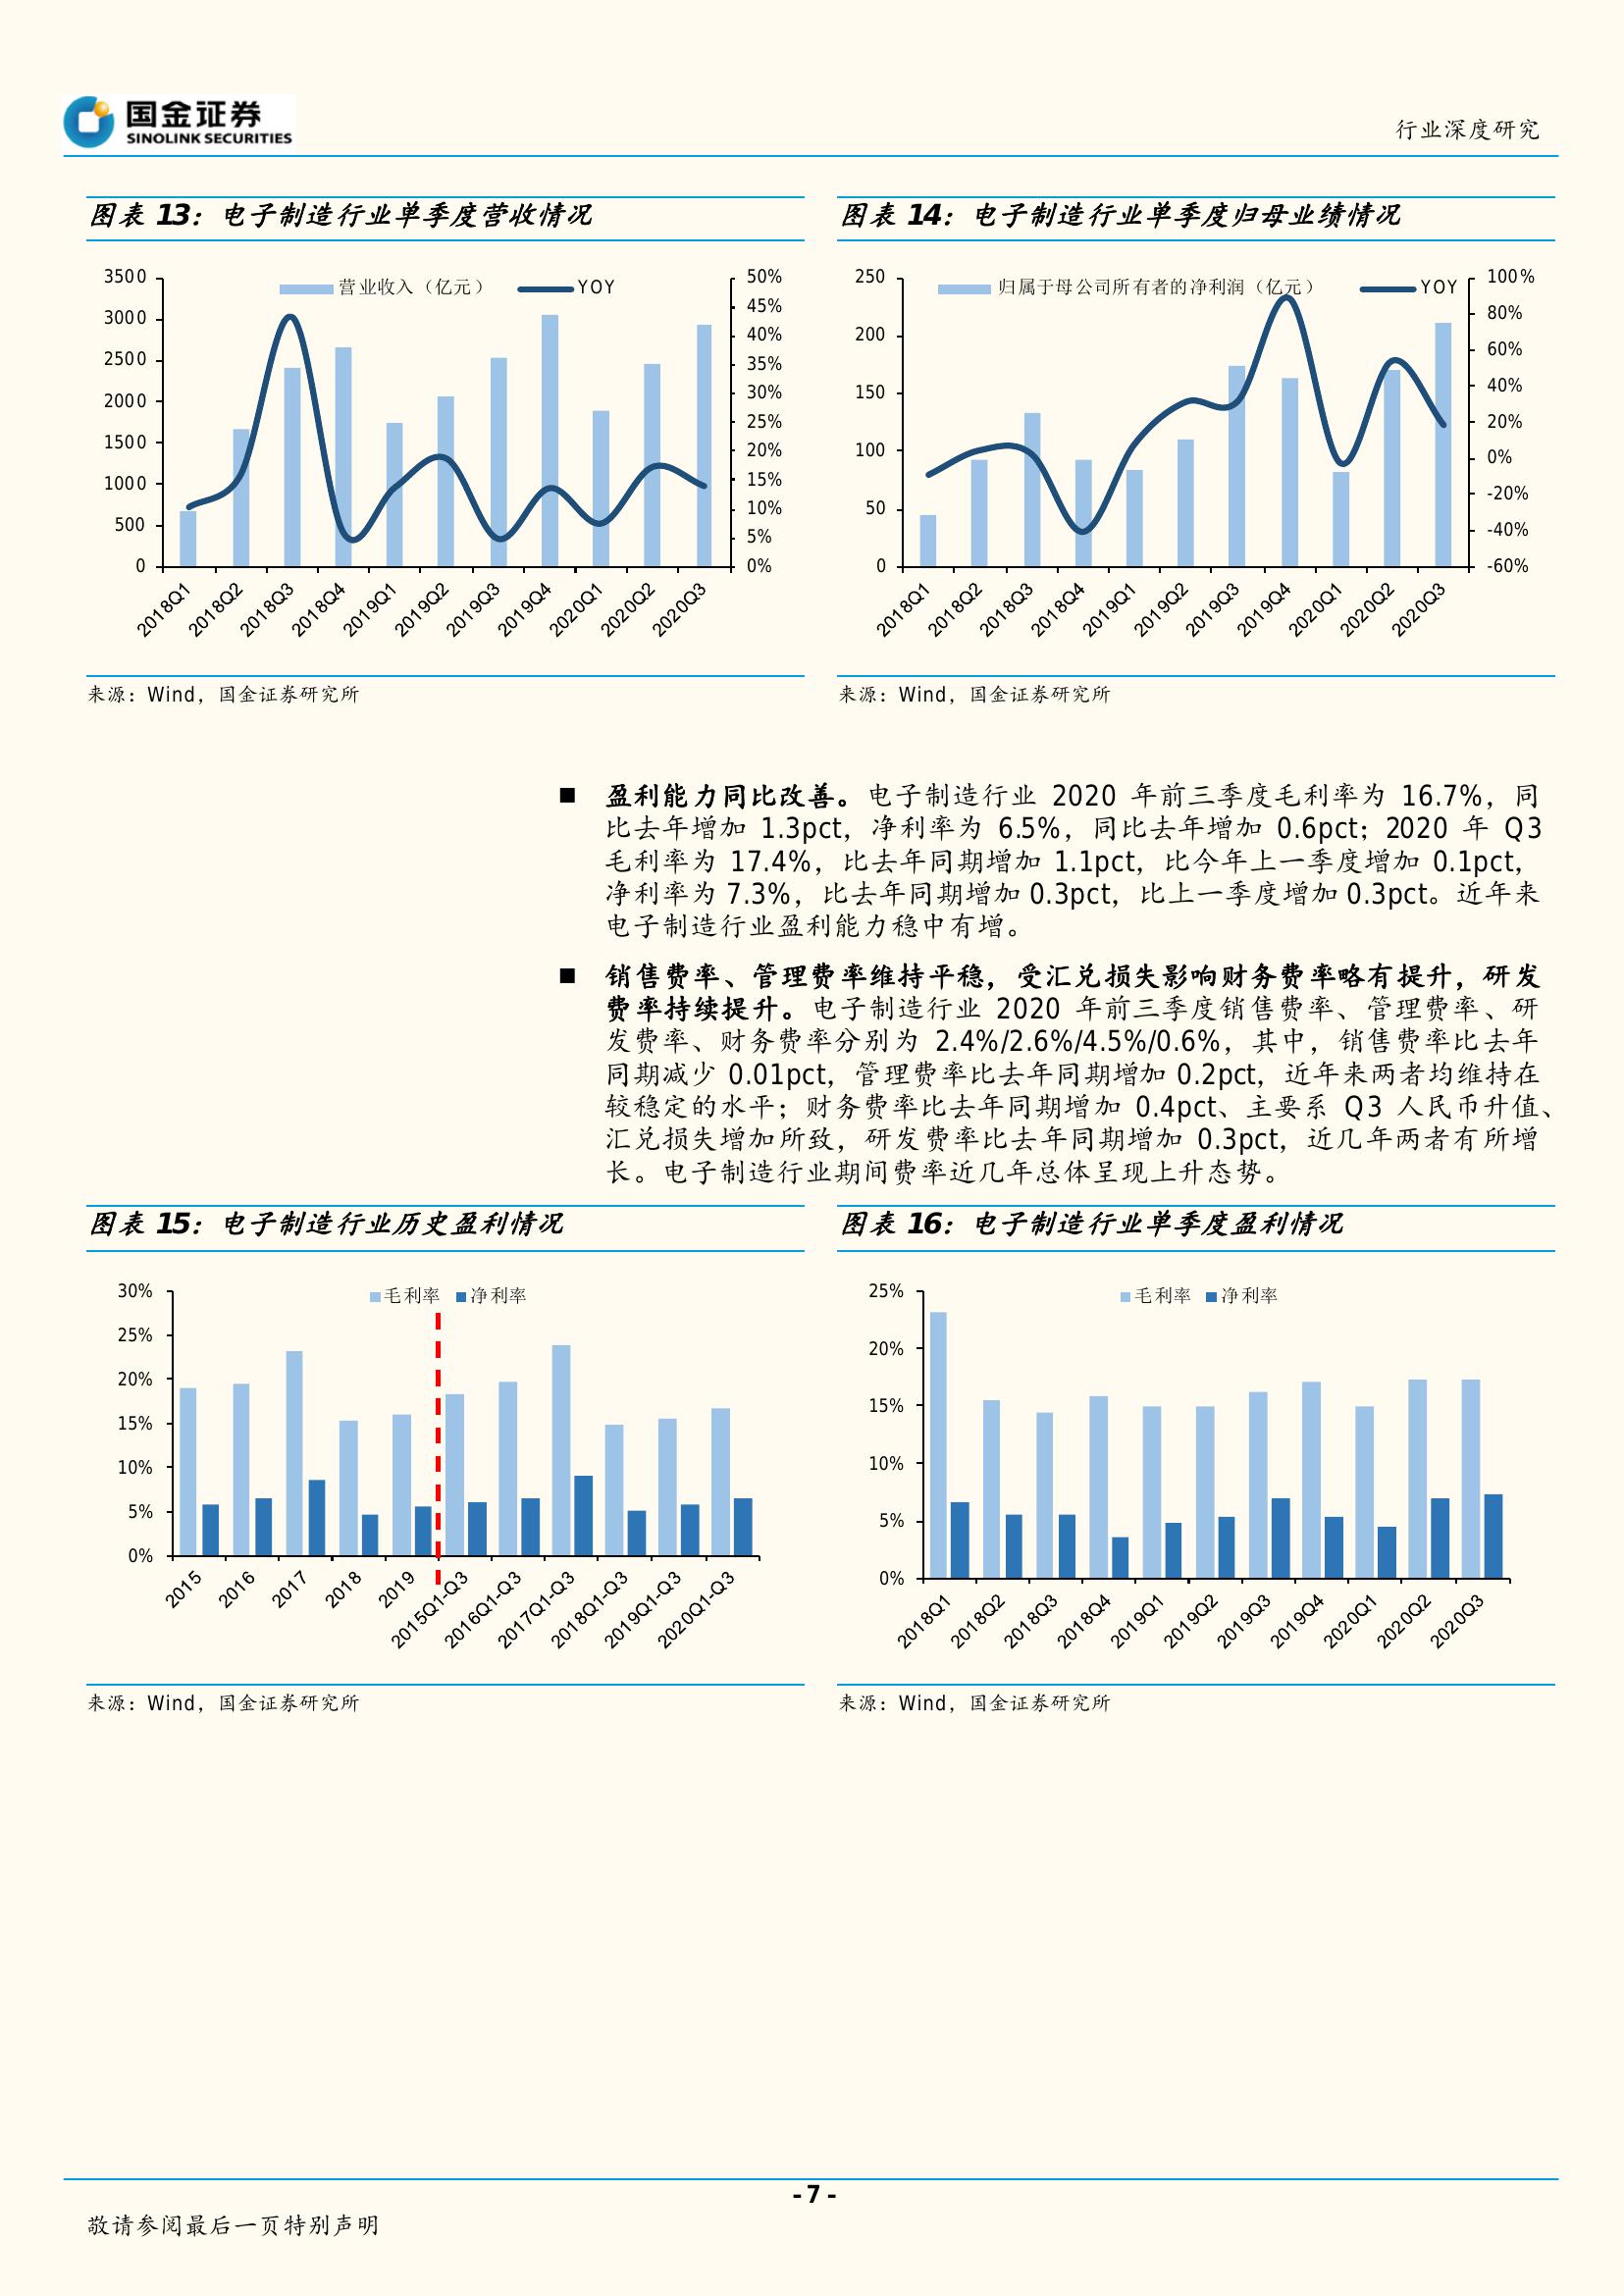 国金证券
SINOLINK SECURITIES
行业深度研究
图表 13：电子制造行业单季度营收情况
营业收入（亿元） YOY
3500
3000
2500
2000
1500
1000
500
0
50%
45%
40%
35%
30%
25%
20%
15%
10%
5%
0%
2018Q1 2018Q2 2018Q3 2018Q4 2019Q1 2019Q2 2019Q3 2019Q4 2020Q1 2020Q2 2020Q3
来源：Wind，国金证券研究所
图表 14：电子制造行业单季度归母业绩情况
归属于母公司所有者的净利润（亿元） YOY
250
200
150
100
50
0
100%
80%
60%
40%
20%
0%
-20%
-40%
-60%
2018Q1 2018Q2 2018Q3 2018Q4 2019Q1 2019Q2 2019Q3 2019Q4 2020Q1 2020Q2 2020Q3
来源：Wind，国金证券研究所
■ 盈利能力同比改善。电子制造行业 2020 年前三季度毛利率为 16.7%，同
比去年增加 1.3pct，净利率为 6.5%，同比去年增加 0.6pct；2020 年 Q3
毛利率为 17.4%，比去年同期增加 1.1pct，比今年上一季度增加 0.1pct，
净利率为 7.3%，比去年同期增加 0.3pct，比上一季度增加 0.3pct。近年来
电子制造行业盈利能力稳中有增。
■ 销售费率、管理费率维持平稳，受汇兑损失影响财务费率略有提升，研发
费率持续提升。电子制造行业 2020 年前三季度销售费率、管理费率、研
发费率、财务费率分别为 2.4%/2.6%/4.5%/0.6%，其中，销售费率比去年
同期减少 0.01pct，管理费率比去年同期增加 0.2pct，近年来两者均维持在
较稳定的水平；财务费率比去年同期增加 0.4pct、主要系 Q3 人民币升值、
汇兑损失增加所致，研发费率比去年同期增加 0.3pct，近几年两者有所增
长。电子制造行业期间费率近几年总体呈现上升态势。
图表 15：电子制造行业历史盈利情况
毛利率 净利率
30%
25%
20%
15%
10%
5%
0%
2015 2016 2017 2018 2019 2015Q1-Q3 2016Q1-Q3 2017Q1-Q3 2018Q1-Q3 2019Q1-Q3 2020Q1-Q3
来源：Wind，国金证券研究所
图表 16：电子制造行业单季度盈利情况
毛利率 净利率
25%
20%
15%
10%
5%
0%
2018Q1 2018Q2 2018Q3 2018Q4 2019Q1 2019Q2 2019Q3 2019Q4 2020Q1 2020Q2 2020Q3
来源：Wind，国金证券研究所
- 7 -
敬请参阅最后一页特别声明